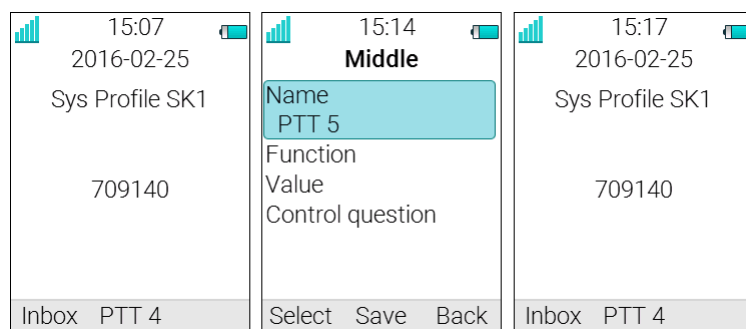 15:07
2016-02-25
Sys Profile SK1
709140
Inbox PTT 4
15:14
Middle
Name
PTT 5
Function
Value
Control question
Select Save Back
15:17
2016-02-25
Sys Profile SK1
709140
Inbox PTT 4